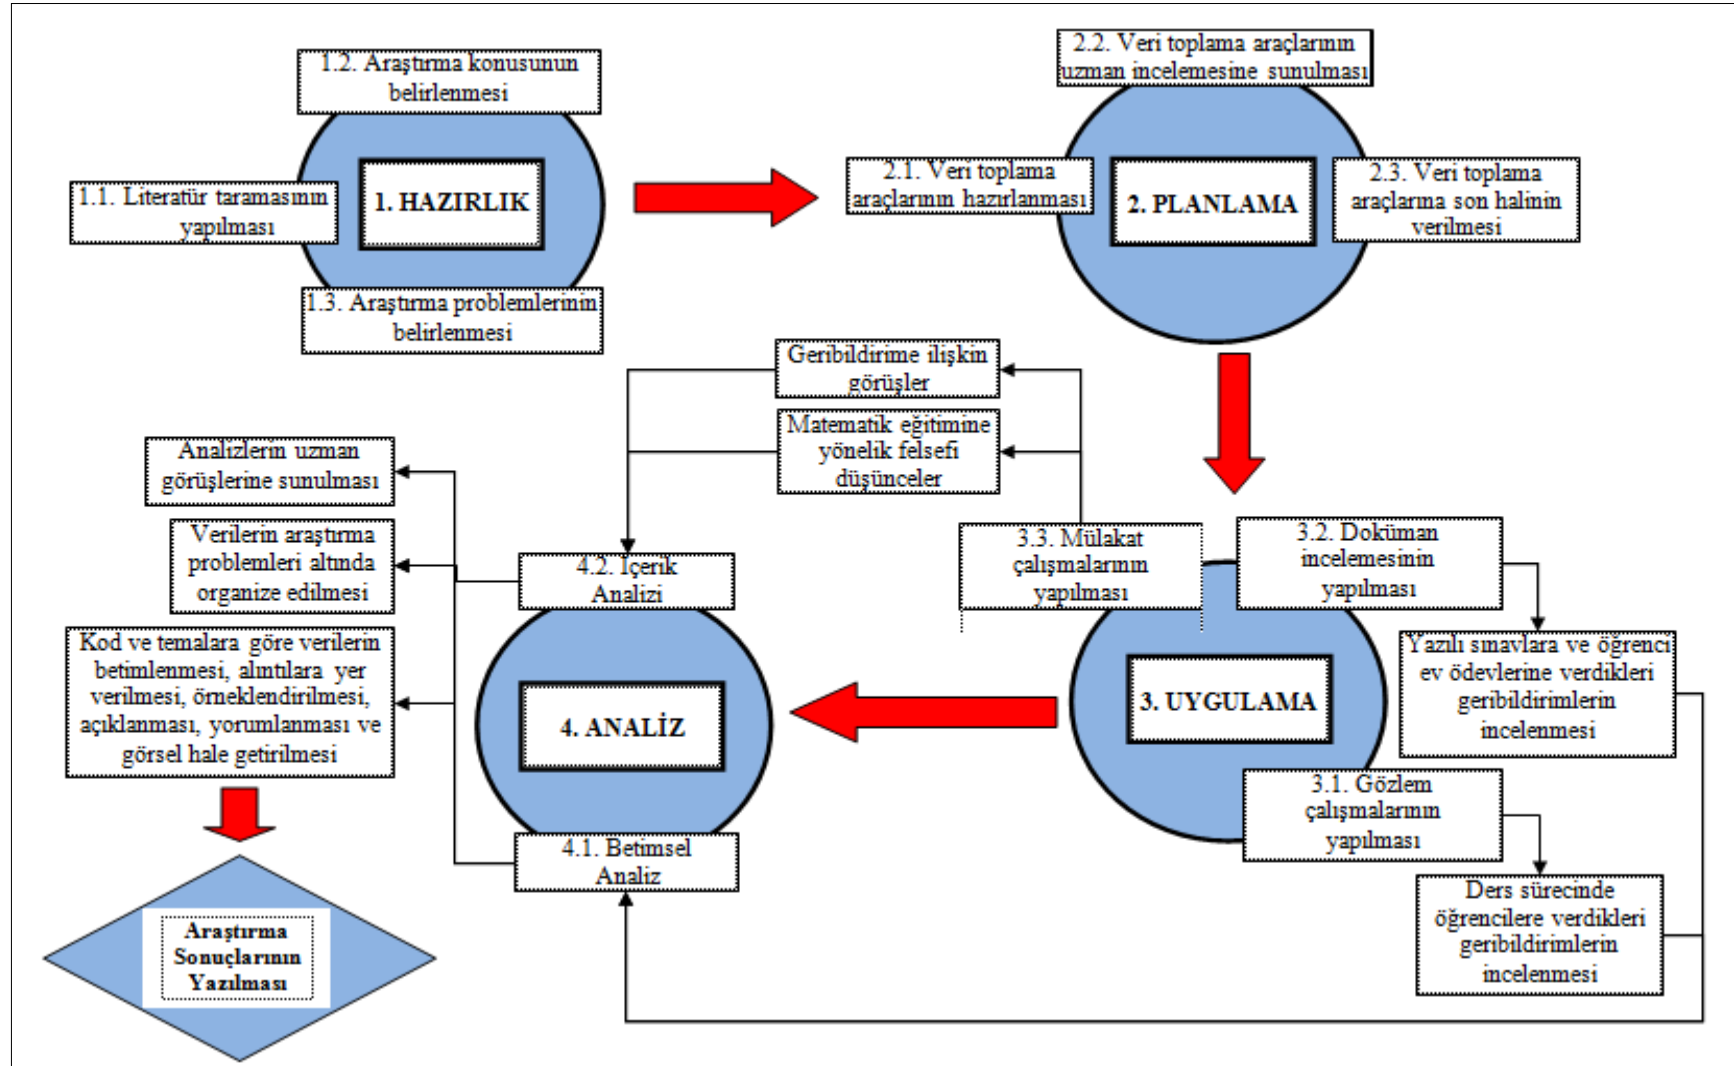 1.2. Araştırma konusunun
belirlenmesi
1. HAZIRLIK
1.1. Literatür taramasının
yapılması
1.3. Araştırma problemlerinin
belirlenmesi
2.2. Veri toplama araçlarının
uzman incelemesine sunulması
2.1. Veri toplama
araçlarının hazırlanması
2. PLANLAMA
2.3. Veri toplama
araçlarına son halinin
verilmesi
Geribildirime ilişkin
görüşler
Matematik eğitimine
yönelik felsefi
düşünceler
3.3. Mülakat
çalışmalarının
yapılması
3.2. Doküman
incelemesinin
yapılması
3. UYGULAMA
Yazılı sınavlara ve öğrenci
ev ödevlerine verdikleri
geribildirimlerin
incelenmesi
3.1. Gözlem
çalışmalarının
yapılması
Ders sürecinde
öğrencilere verdikleri
geribildirimlerin
incelenmesi
4.2. İçerik
Analizi
4. ANALİZ
4.1. Betimsel
Analiz
Analizlerin uzman
görüşlerine sunulması
Verilerin araştırma
problemleri altında
organize edilmesi
Kod ve temalara göre verilerin
betimlenmesi, alıntılara yer
verilmesi, örneklendirilmesi,
açıklanması, yorumlanması ve
görsel hale getirilmesi
Araştırma
Sonuçlarının
Yazılması